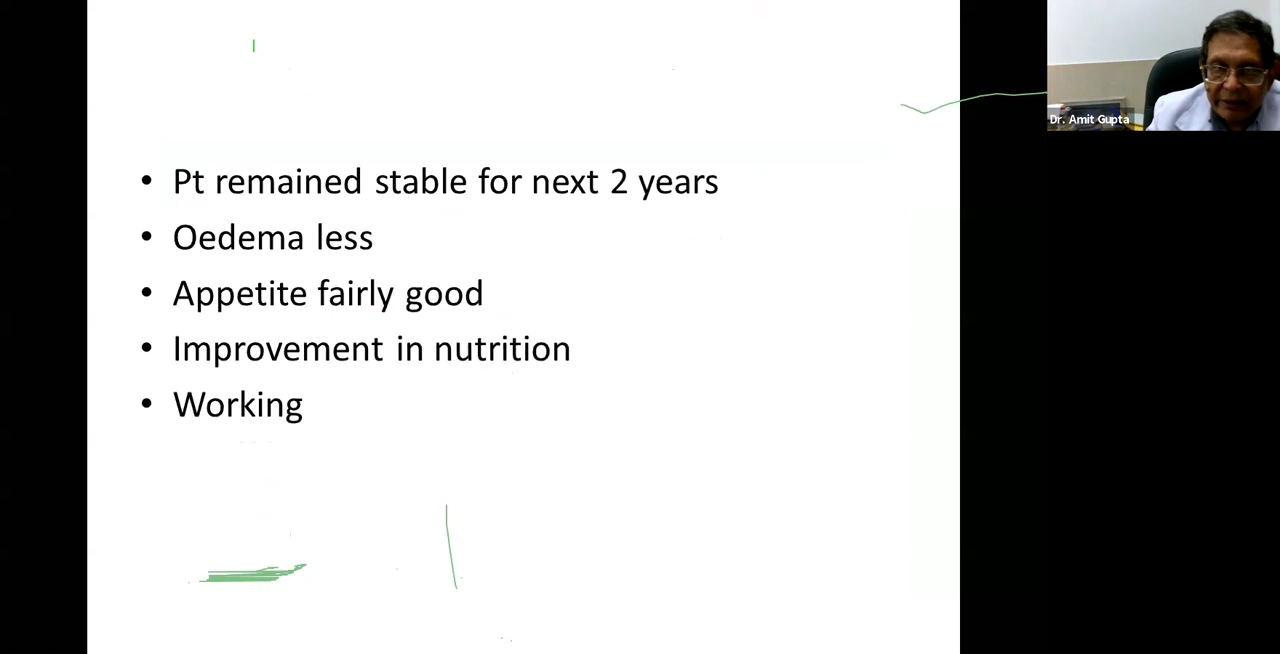 • Pt remained stable for next 2 years
• Oedema less
• Appetite fairly good
• Improvement in nutrition
• Working
Dr. Amit Gupta